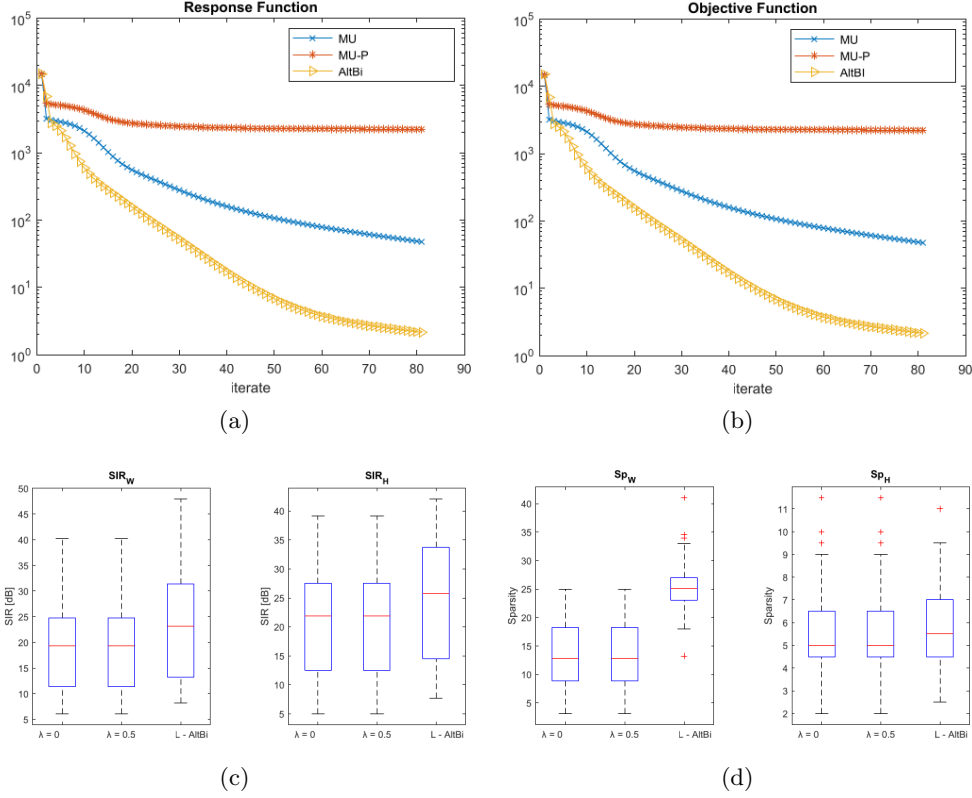 Response Function
10^5
10^4
10^3
10^2
10^1
10^0
MU
MU-P
AltBi
0 10 20 30 40 50 60 70 80 90
iterate
(a)
Objective Function
10^5
10^4
10^3
10^2
10^1
10^0
MU
MU-P
AltBI
0 10 20 30 40 50 60 70 80 90
iterate
(b)
SIR_W
50
45
40
35
30
25
20
15
10
5
SIR [dB]
λ = 0 λ = 0.5 L - AltBi
SIR_H
40
35
30
25
20
15
10
5
SIR [dB]
λ = 0 λ = 0.5 L - AltBi
(c)
Sp_W
40
35
30
25
20
15
10
5
Sparsity
λ = 0 λ = 0.5 L - AltBi
Sp_H
11
10
9
8
7
6
5
4
3
2
Sparsity
λ = 0 λ = 0.5 L - AltBi
(d)